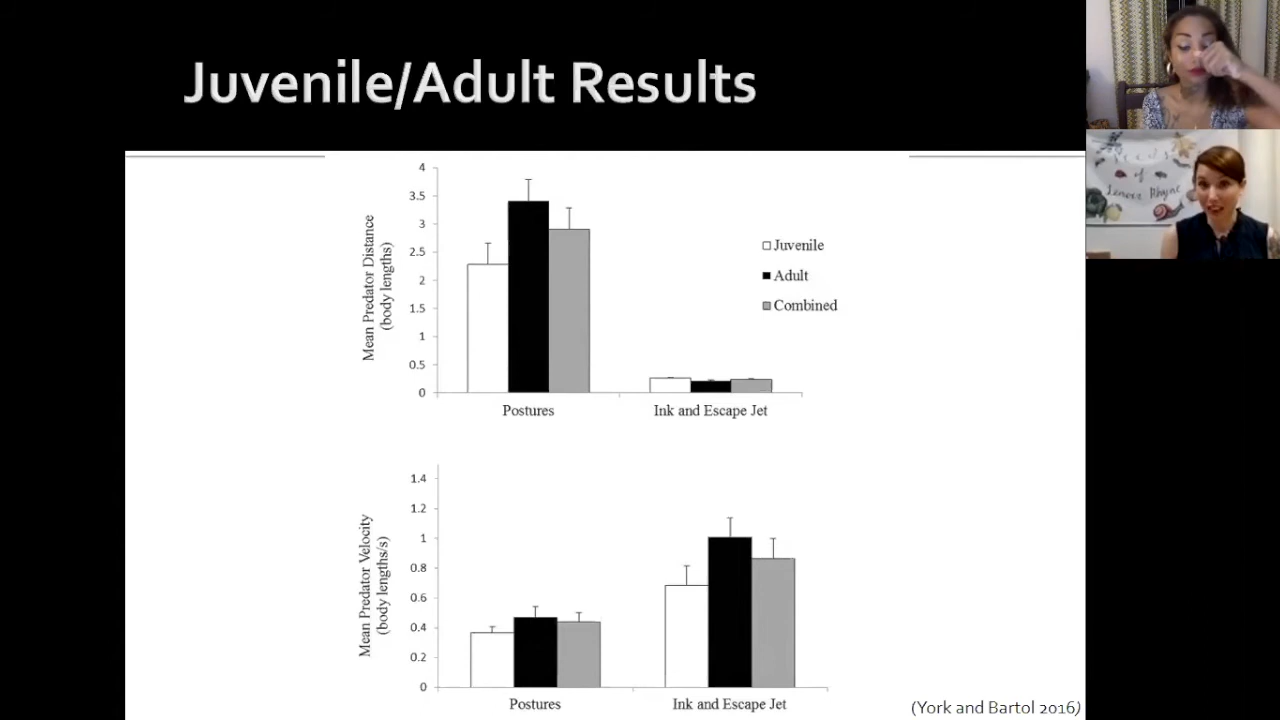 Juvenile/Adult Results
4
3.5
3
2.5
2
1.5
1
0.5
0
Mean Predator Distance
(body lengths)
Juvenile
Adult
Combined
Postures
Ink and Escape Jet
1.4
1.2
1
0.8
0.6
0.4
0.2
0
Mean Predator Velocity
(body lengths/s)
Postures
Ink and Escape Jet
(York and Bartol 2016)
of
Lenoir Rhyne